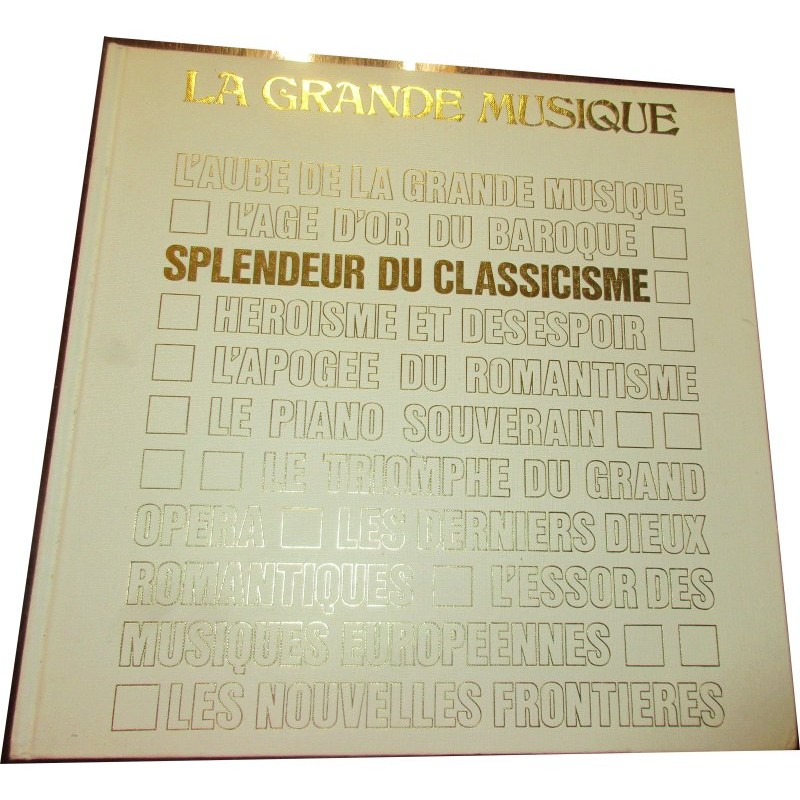 LA GRANDE MUSIQUE
L'AUBE DE LA GRANDE MUSIQUE
L'AGE D'OR DU BAROQUE
SPLENDEUR DU CLASSICISME
HEROISME ET DESESPOIR
L'APOGEE DU ROMANTISME
LE PIANO SOUVERAIN
LE TRIOMPHE DU GRAND
OPERA LES DERNIERS DIEUX
ROMANTIQUES L'ESSOR DES
MUSIQUES EUROPEENNES
LES NOUVELLES FRONTIERES